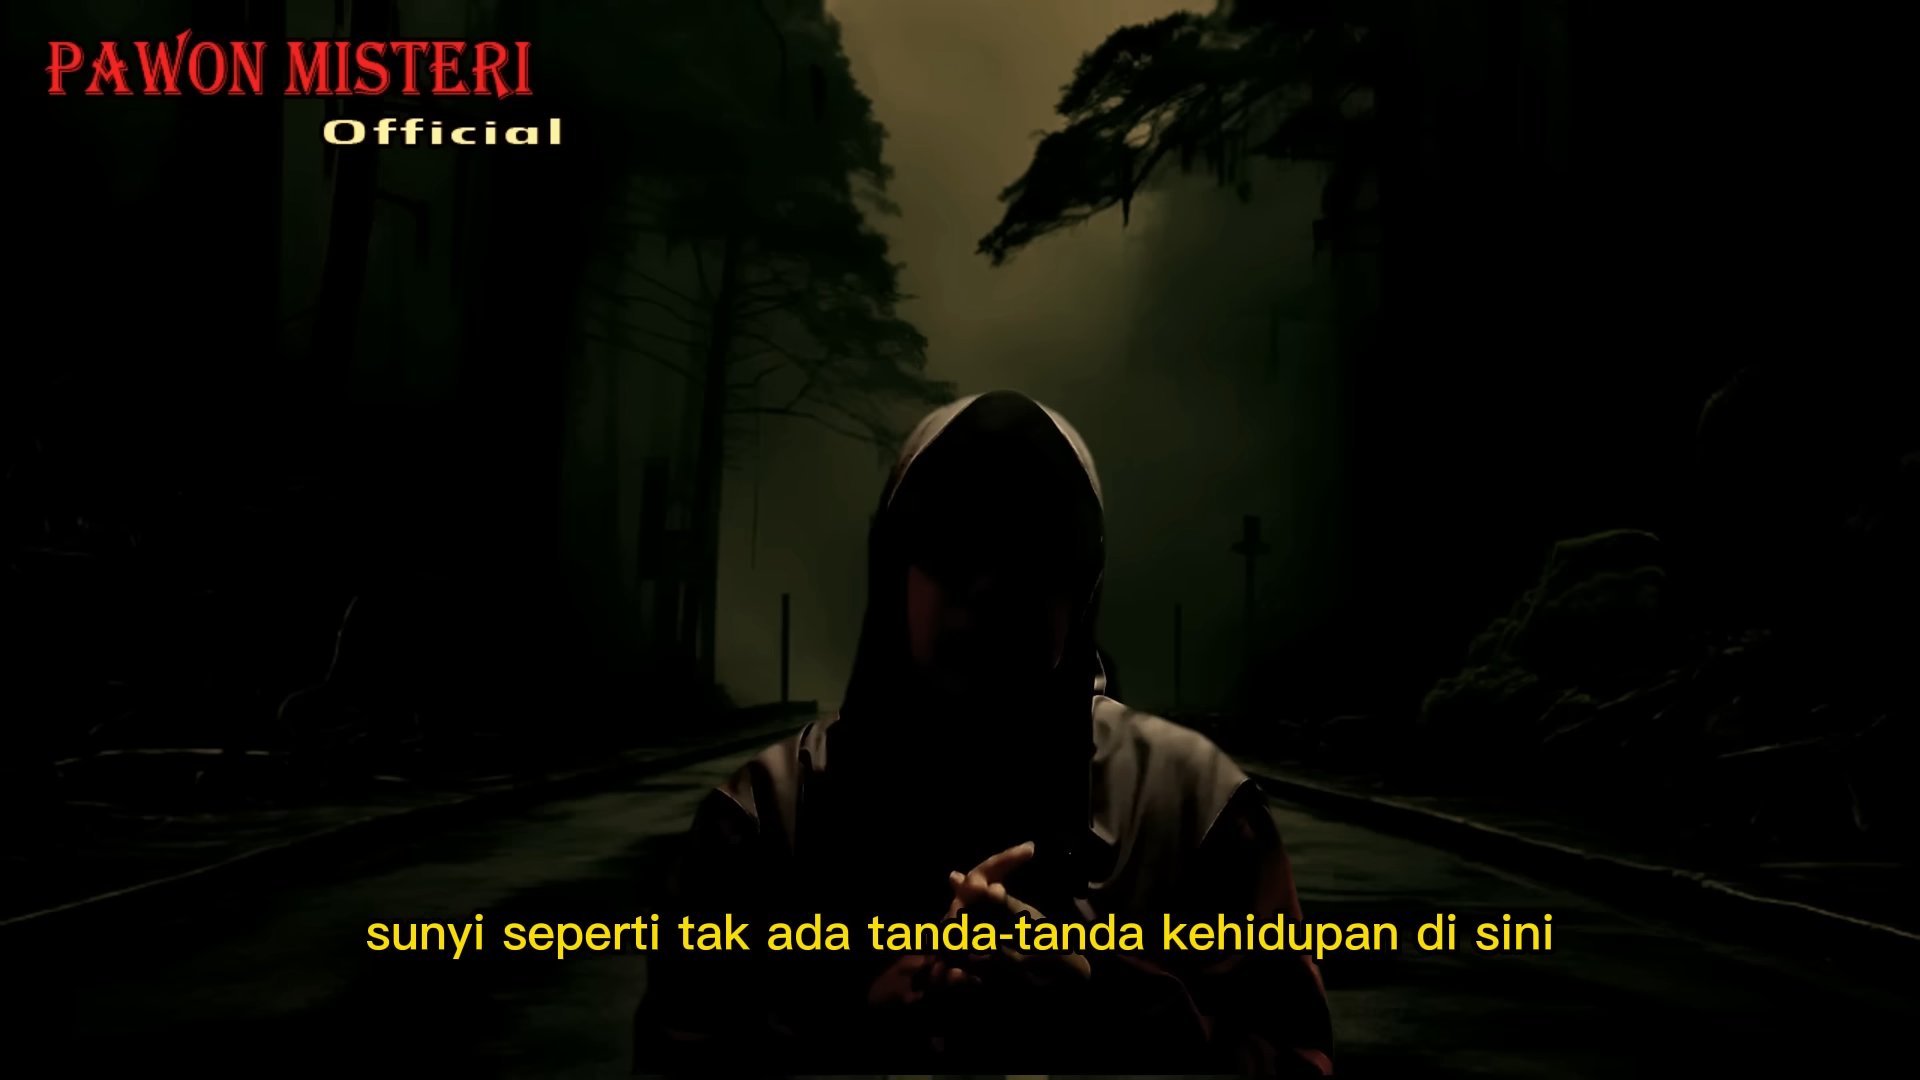 PAWON MISTERI
Official
sunyi seperti tak ada tanda-tanda kehidupan di sini